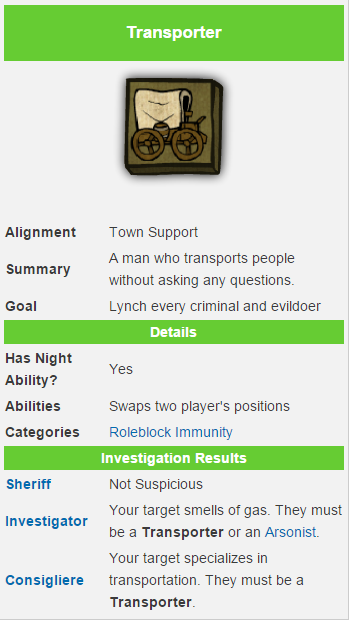 Transporter
Alignment Town Support
Summary A man who transports people
without asking any questions.
Goal Lynch every criminal and evildoer
Details
Has Night
Ability? Yes
Abilities Swaps two player's positions
Categories Roleblock Immunity
Investigation Results
Sheriff Not Suspicious
Investigator Your target smells of gas. They must
be a Transporter or an Arsonist.
Consigliere Your target specializes in
transportation. They must be a
Transporter.